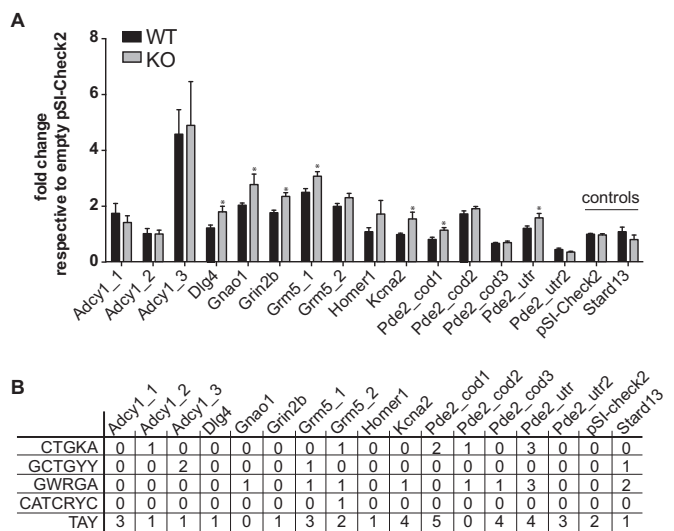 A
WT
KO
fold change
respective to empty pSI-Check2
8
6
4
2
0
* * * * * * *
controls
Adcy1_1 Adcy1_2 Adcy1_3 Dlg4 Gnao1 Grin2b Grm5_1 Grm5_2 Homer1 Kcna2 Pde2_cod1 Pde2_cod2 Pde2_cod3 Pde2_utr Pde2_utr2 pSI-Check2 Stard13
B
Adcy1_1 Adcy1_2 Adcy1_3 Dlg4 Gnao1 Grin2b Grm5_1 Grm5_2 Homer1 Kcna2 Pde2_cod1 Pde2_cod2 Pde2_cod3 Pde2_utr Pde2_utr2 pSI-check2 Stard13
CTGKA 0 1 0 0 0 0 0 1 0 0 2 1 0 3 0 0 0
GCTGYY 0 0 2 0 0 0 1 0 0 0 0 0 0 0 0 0 1
GWRGA 0 0 0 0 1 0 1 1 0 1 0 1 1 3 0 0 2
CATCRYC 0 0 0 0 0 0 0 1 0 0 0 0 0 0 0 0 0
TAY 3 1 1 1 0 1 3 2 1 4 5 0 4 4 3 2 1